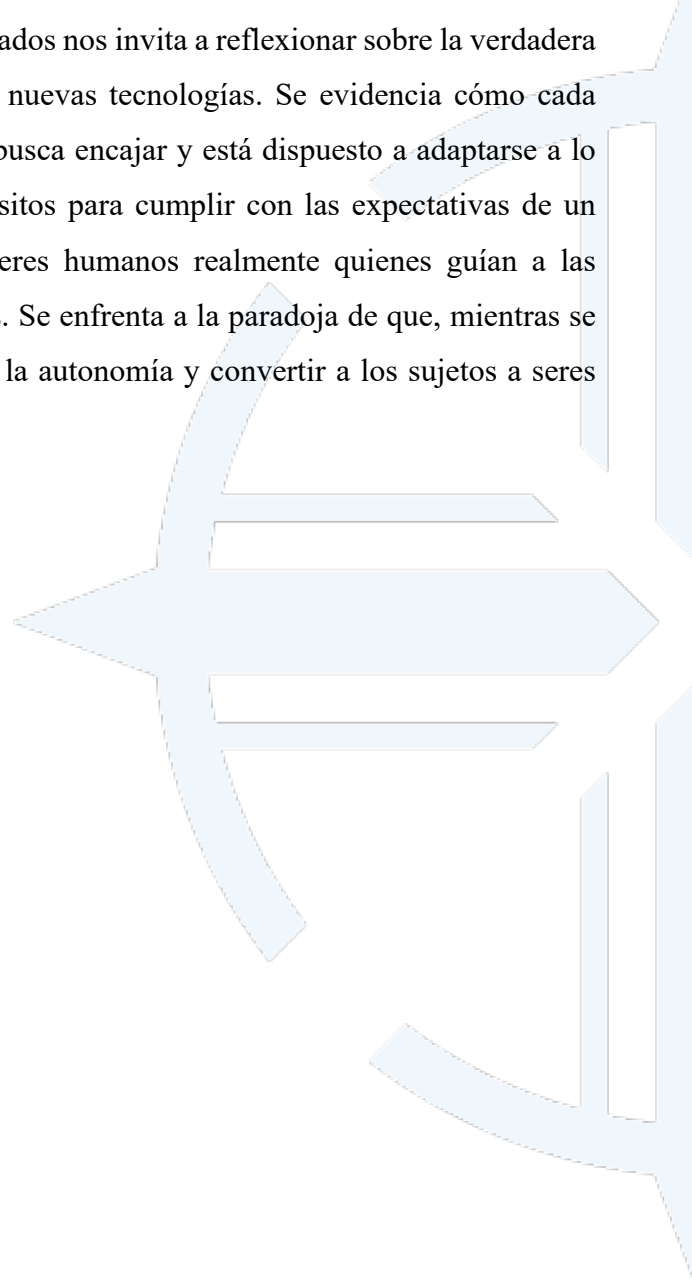 ados nos invita a reflexionar sobre la verdadera
nuevas tecnologías. Se evidencia cómo cada
busca encajar y está dispuesto a adaptarse a lo
sitos para cumplir con las expectativas de un
eres humanos realmente quienes guían a las
. Se enfrenta a la paradoja de que, mientras se
la autonomía y convertir a los sujetos a seres